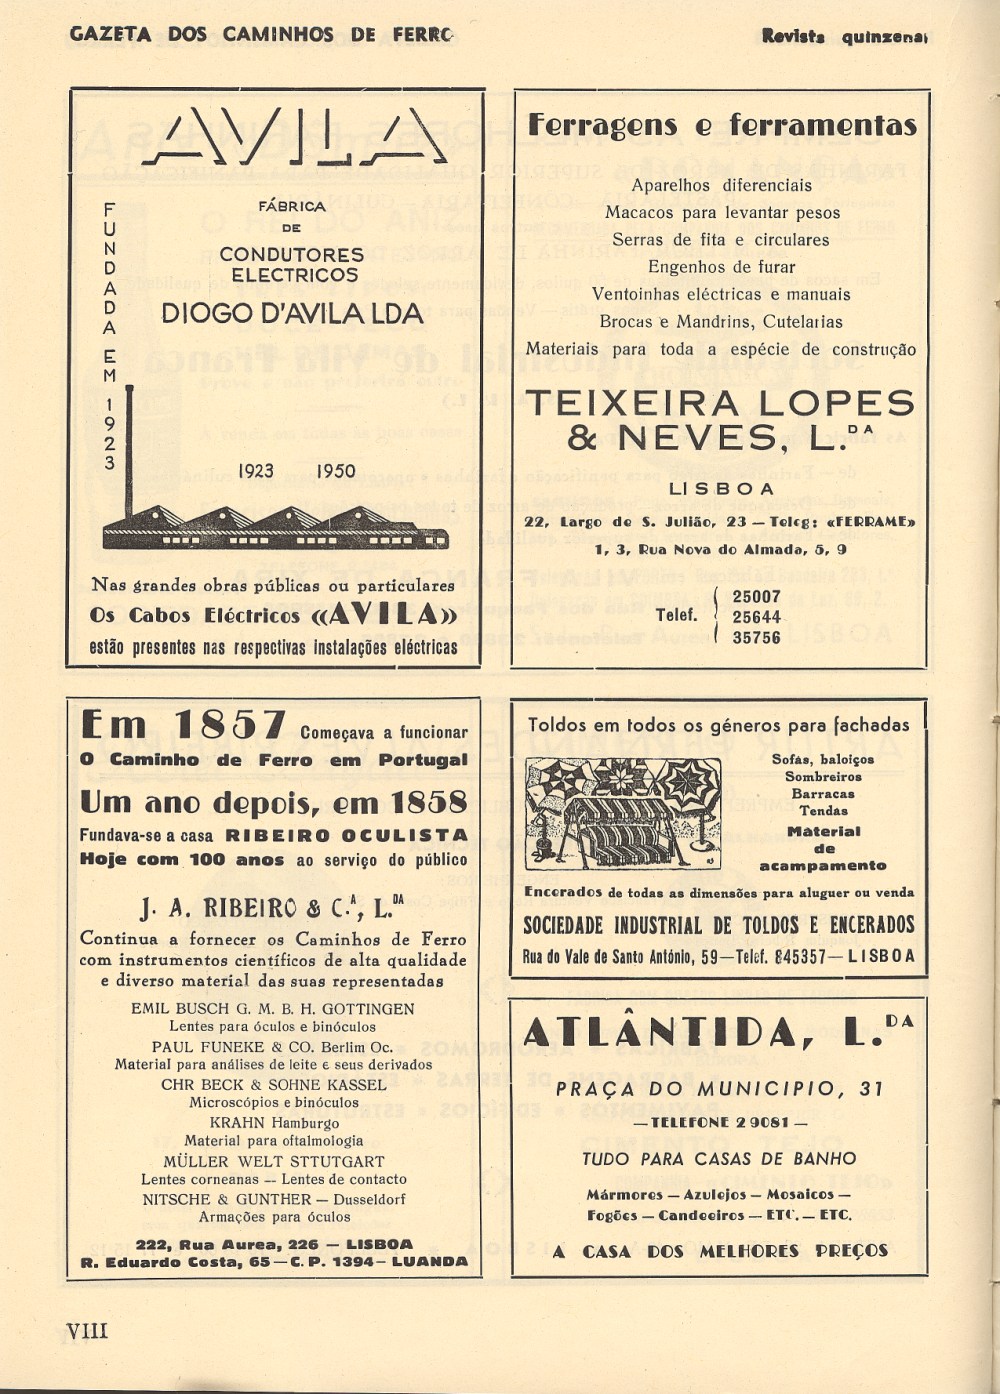 GAZETA DOS CAMINHOS DE FERRO
Revista quinzenal
AVILA
FUNDADA EM 1923
FÁBRICA
DE
CONDUTORES
ELECTRICOS
DIOGO D'AVILA LDA
1923 1950
Nas grandes obras públicas ou particulares
Os Cabos Eléctricos «AVILA»
estão presentes nas respectivas instalações eléctricas
Ferragens e ferramentas
Aparelhos diferenciais
Macacos para levantar pesos
Serras de fita e circulares
Engenhos de furar
Ventoinhas eléctricas e manuais
Brocas e Mandrins, Cutelarias
Materiais para toda a espécie de construção
TEIXEIRA LOPES
& NEVES, L.DA
LISBOA
22, Largo de S. Julião, 23 — Teleg: «FERRAME»
1, 3, Rua Nova do Almada, 5, 9
Telef. 25007
25644
35756
Em 1857 Começava a funcionar
O Caminho de Ferro em Portugal
Um ano depois, em 1858
Fundava-se a casa RIBEIRO OCULISTA
Hoje com 100 anos ao serviço do público
J. A. RIBEIRO & C.A, L.DA
Continua a fornecer os Caminhos de Ferro
com instrumentos científicos de alta qualidade
e diverso material das suas representadas
EMIL BUSCH G. M. B. H. GOTTINGEN
Lentes para óculos e binóculos
PAUL FUNEKE & CO. Berlim Oc.
Material para análises de leite e seus derivados
CHR BECK & SOHNE KASSEL
Microscópios e binóculos
KRAHN Hamburgo
Material para oftalmologia
MÜLLER WELT STTUTGART
Lentes corneanas — Lentes de contacto
NITSCHE & GUNTHER — Dusseldorf
Armações para óculos
222, Rua Aurea, 226 — LISBOA
R. Eduardo Costa, 65 — C. P. 1394 — LUANDA
Toldos em todos os géneros para fachadas
Sofás, baloiços
Sombreiros
Barracas
Tendas
Material
de
acampamento
Encerados de todas as dimensões para aluguer ou venda
SOCIEDADE INDUSTRIAL DE TOLDOS E ENCERADOS
Rua do Vale de Santo António, 59 — Telef. 845357 — LISBOA
ATLÂNTIDA, L.DA
PRAÇA DO MUNICIPIO, 31
— TELEFONE 2 9081 —
TUDO PARA CASAS DE BANHO
Mármores — Azulejos — Mosaicos —
Fogões — Candeeiros — ETC. — ETC.
A CASA DOS MELHORES PREÇOS
VIII